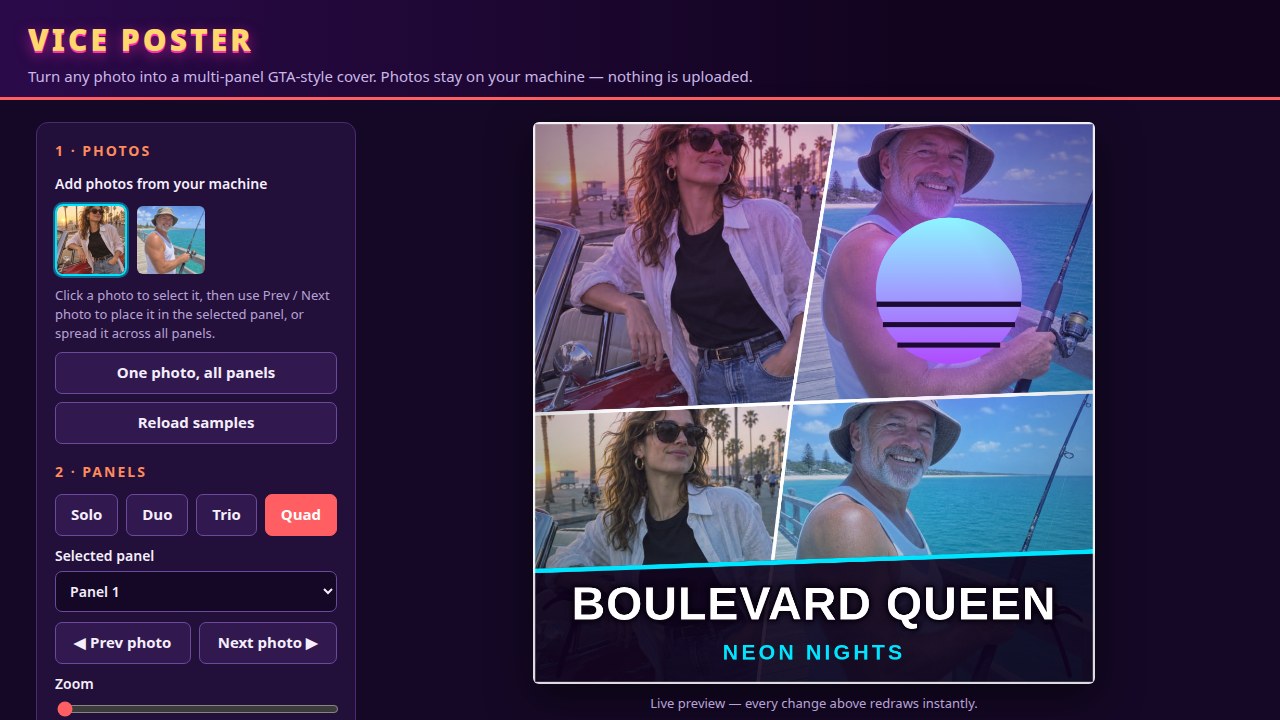 VICE POSTER
Turn any photo into a multi-panel GTA-style cover. Photos stay on your machine — nothing is uploaded.
1 · PHOTOS
Add photos from your machine
Click a photo to select it, then use Prev / Next
photo to place it in the selected panel, or
spread it across all panels.
One photo, all panels
Reload samples
2 · PANELS
Solo Duo Trio Quad
Selected panel
Panel 1
◀ Prev photo Next photo ▶
Zoom
BOULEVARD QUEEN
NEON NIGHTS
Live preview — every change above redraws instantly.